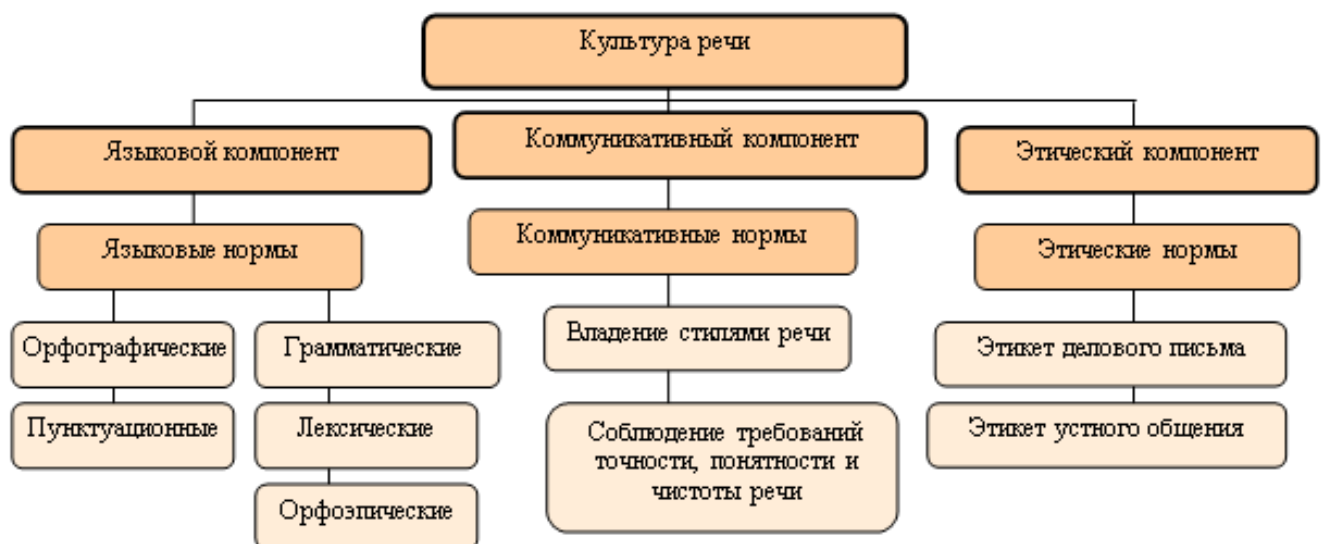 Культура речи
Языковой компонент
Коммуникативный компонент
Этический компонент
Языковые нормы
Коммуникативные нормы
Этические нормы
Орфографические
Грамматические
Владение стилями речи
Этикет делового письма
Пунктуационные
Лексические
Соблюдение требований
точности, понятности и
чистоты речи
Этикет устного общения
Орфоэпические